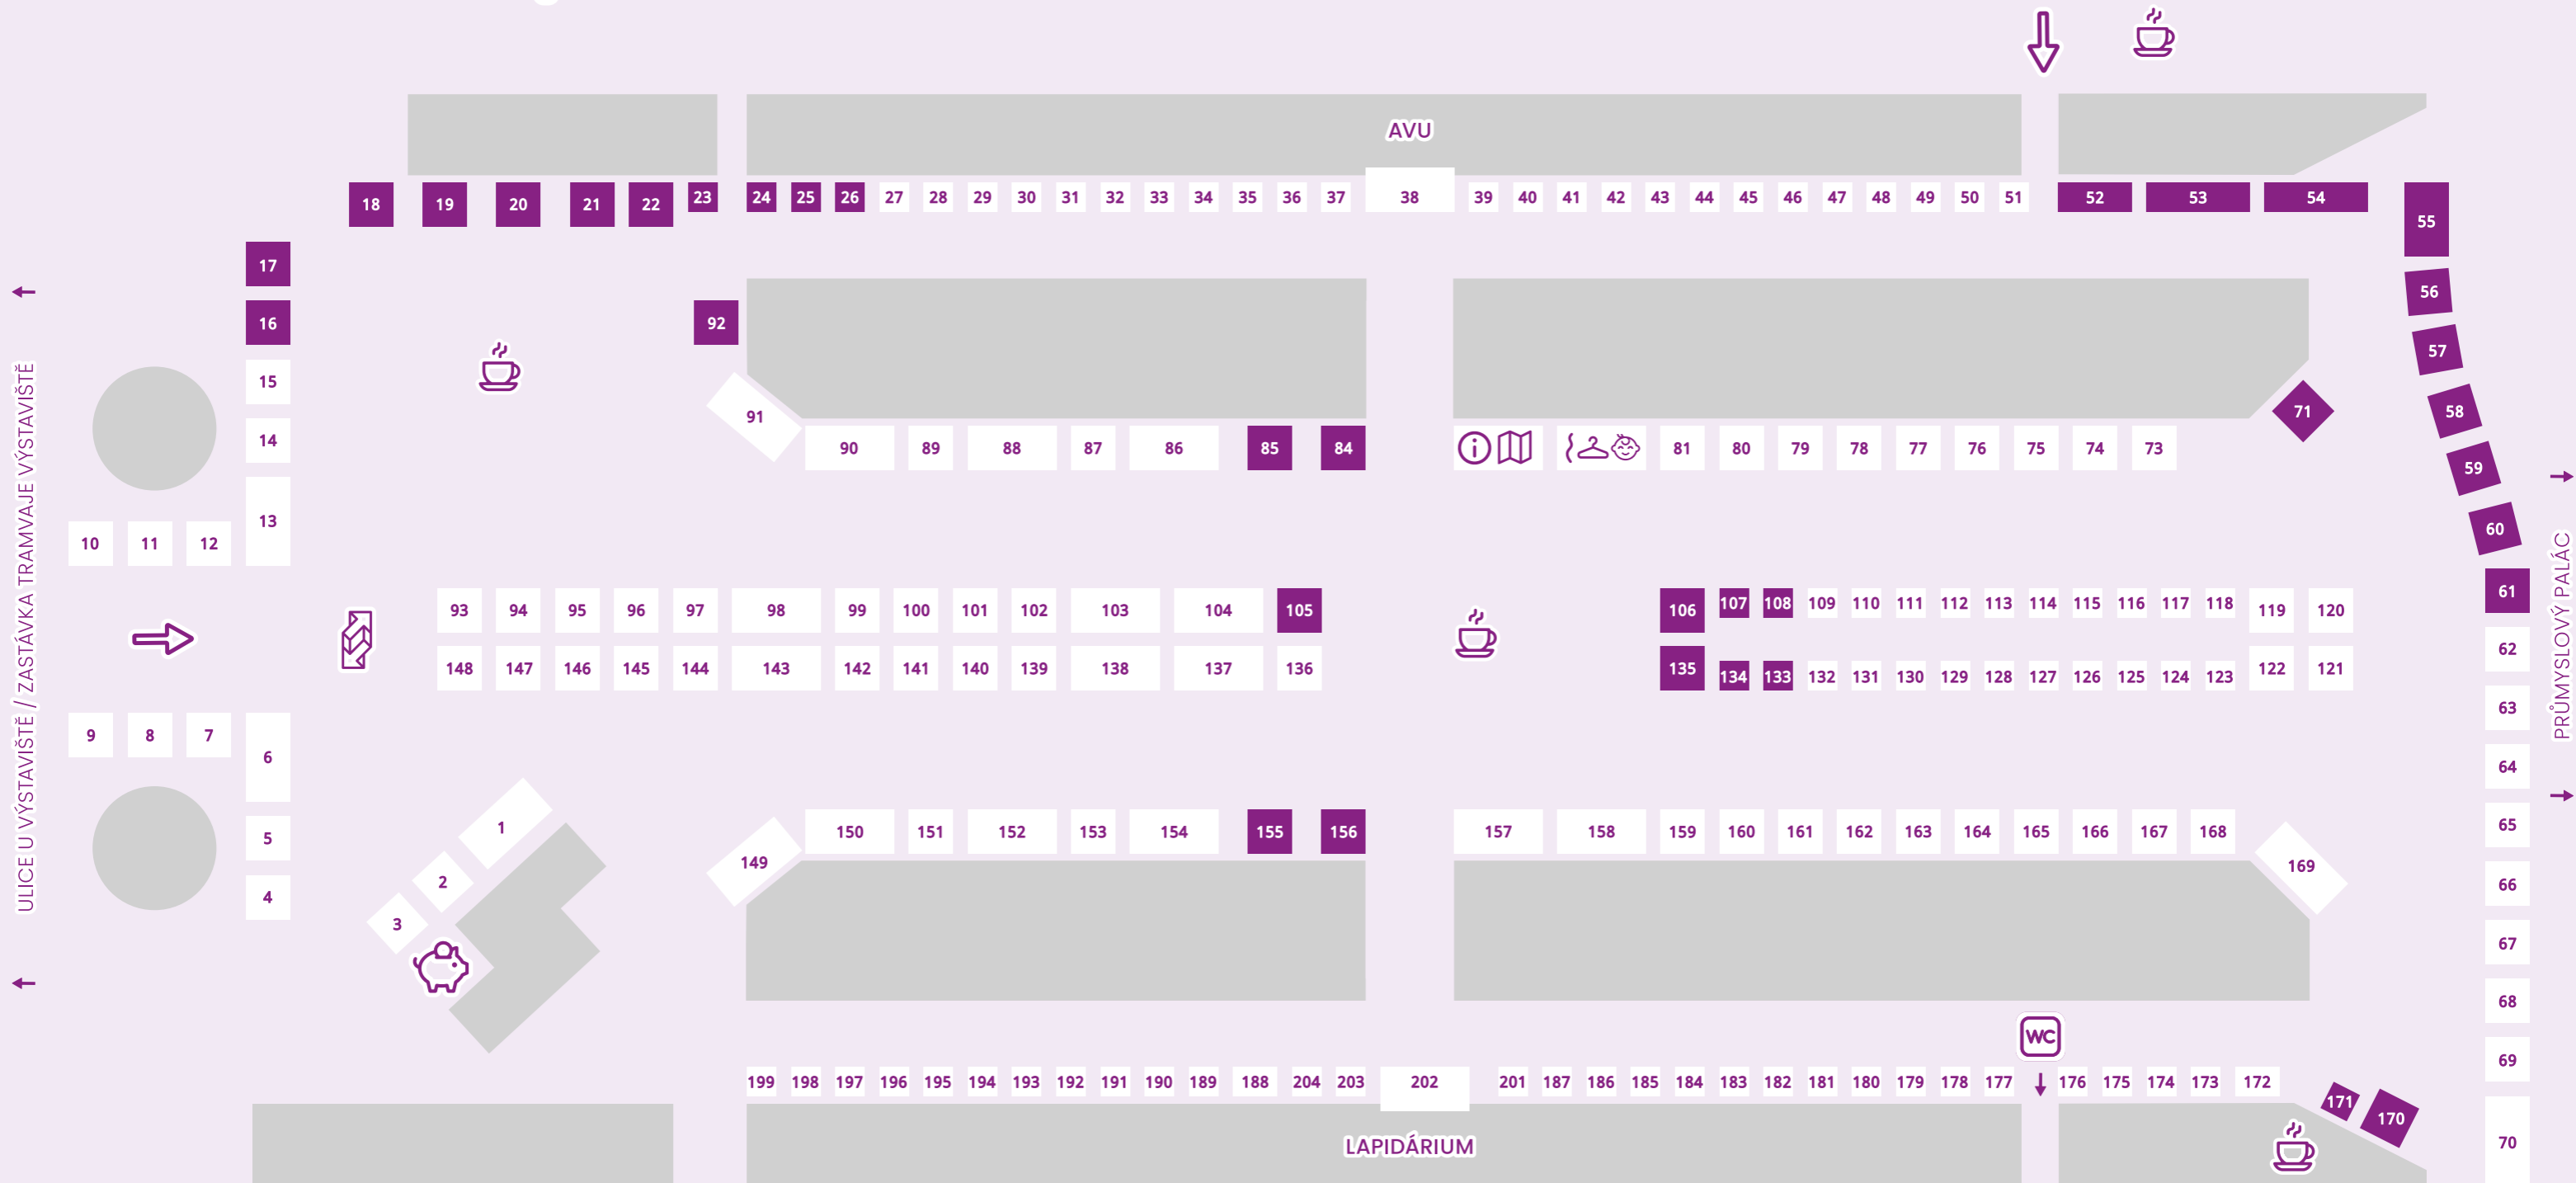 AVU
18 19 20 21 22 23 24 25 26 27 28 29 30 31 32 33 34 35 36 37 38 39 40 41 42 43 44 45 46 47 48 49 50 51 52 53 54
55
17
56
16 92
57
15
91
58
71
14
90 89 88 87 86 85 84 81 80 79 78 77 76 75 74 73
59
13
60
10 11 12
61
93 94 95 96 97 98 99 100 101 102 103 104 105 106 107 108 109 110 111 112 113 114 115 116 117 118 119 120
62
148 147 146 145 144 143 142 141 140 139 138 137 136 135 134 133 132 131 130 129 128 127 126 125 124 123 122 121
63
9 8 7
6
64
65
1
150 151 152 153 154 155 156 157 158 159 160 161 162 163 164 165 166 167 168
5
149
169
2
66
4
3
67
68
WC
69
199 198 197 196 195 194 193 192 191 190 189 188 204 203 202 201 187 186 185 184 183 182 181 180 179 178 177 176 175 174 173 172
171
170
70
LAPIDÁRIUM
ULICE U VÝSTAVIŠTĚ / ZASTÁVKA TRAMVAJE VÝSTAVIŠTĚ
PRŮMYSLOVÝ PALÁC